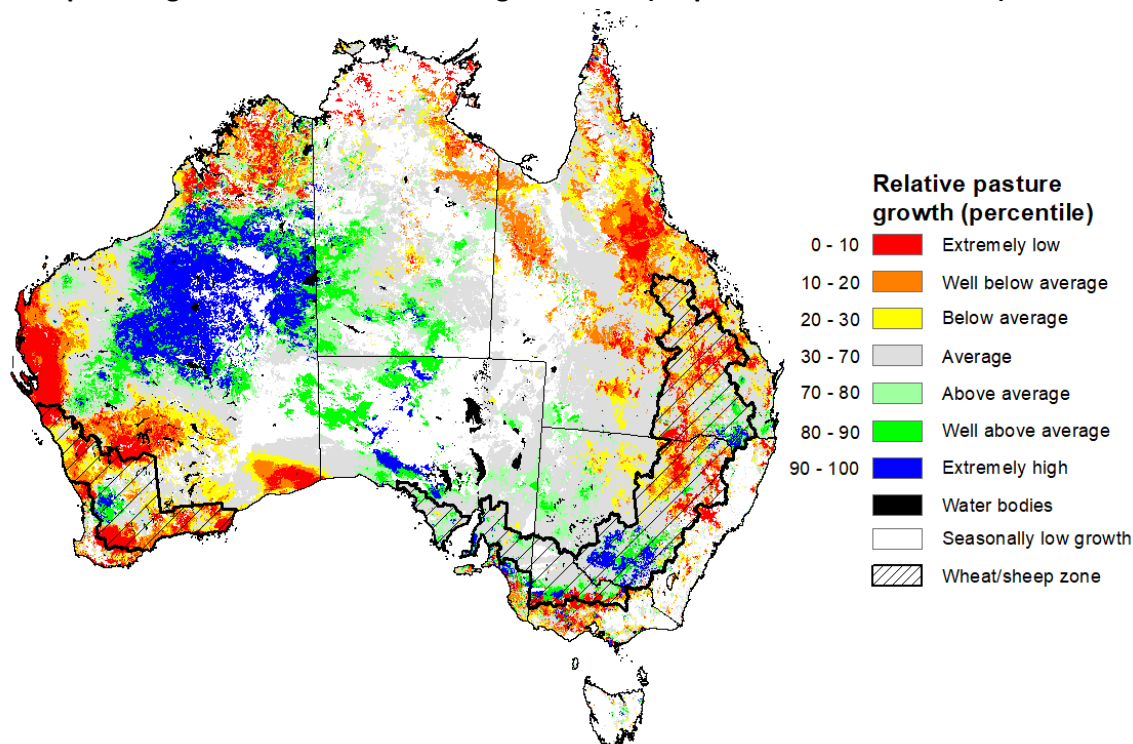 Relative pasture
growth (percentile)
0 - 10 Extremely low
10 - 20 Well below average
20 - 30 Below average
30 - 70 Average
70 - 80 Above average
80 - 90 Well above average
90 - 100 Extremely high
Water bodies
Seasonally low growth
Wheat/sheep zone